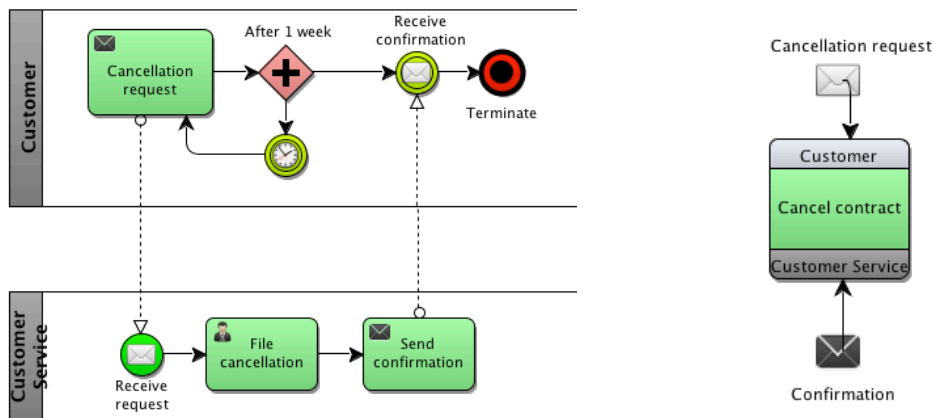 Customer
Cancellation
request
After 1 week
Receive
confirmation
Terminate
Customer
Service
Receive
request
File
cancellation
Send
confirmation
Cancellation request
Customer
Cancel contract
Customer Service
Confirmation